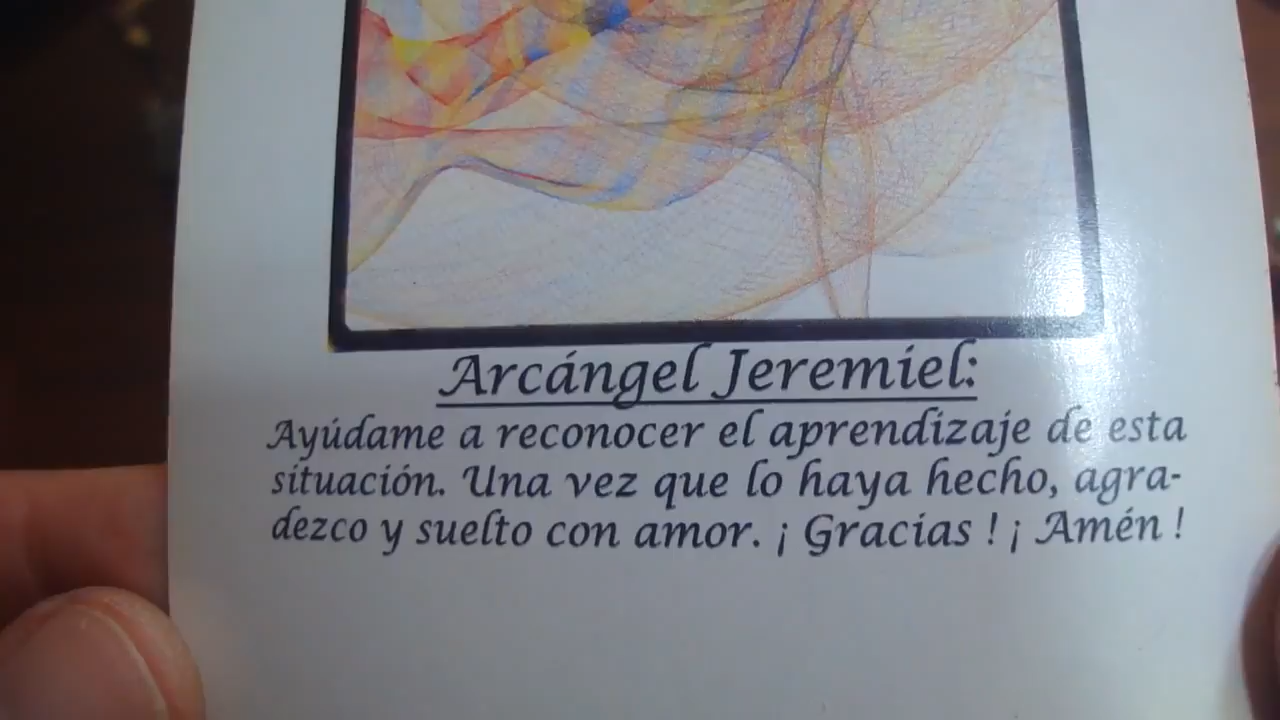 Arcángel Jeremiel:
Ayúdame a reconocer el aprendizaje de esta
situación. Una vez que lo haya hecho, agra-
dezco y suelto con amor. ¡ Gracias ! ¡ Amén !